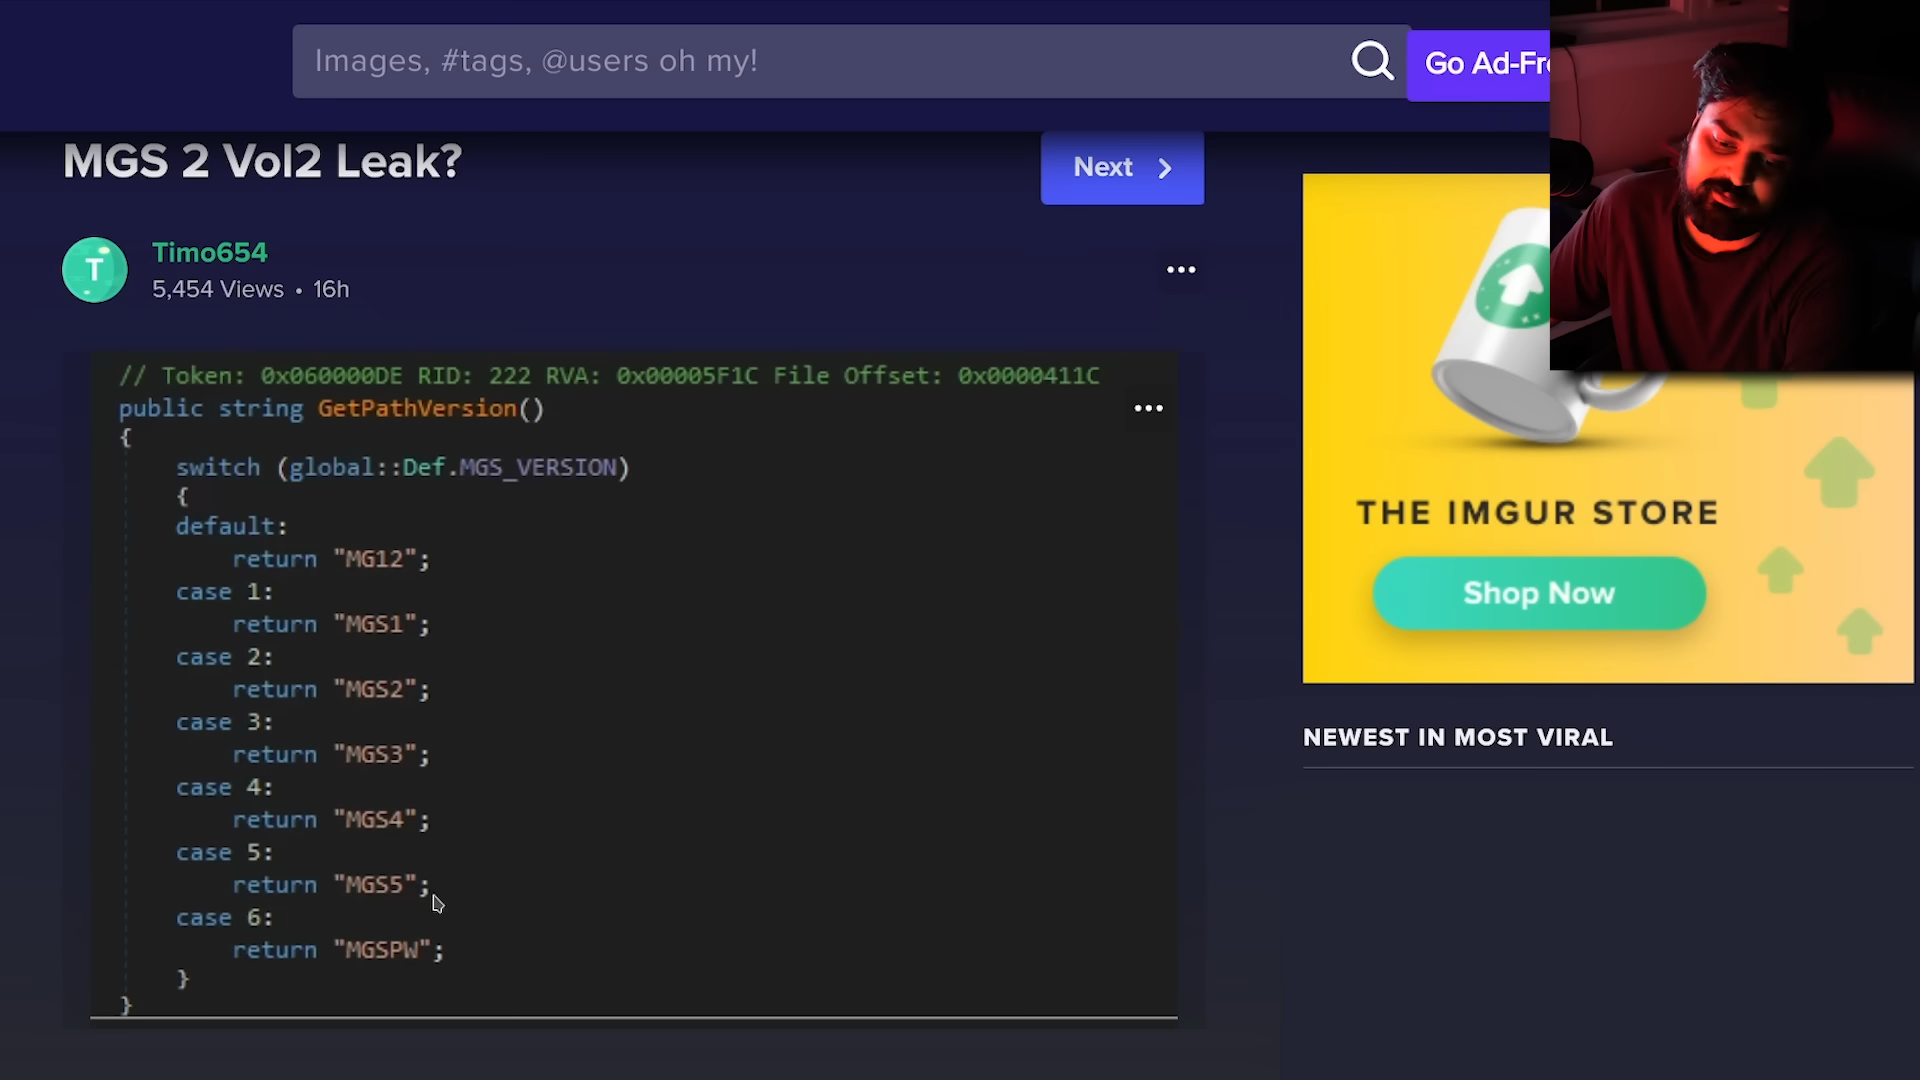 Images, #tags, @users oh my!
Go Ad-Fr
MGS 2 Vol2 Leak?
Next
T
Timo654
5,454 Views • 16h
// Token: 0x060000DE RID: 222 RVA: 0x00005F1C File Offset: 0x0000411C
public string GetPathVersion()
{
switch (global::Def.MGS_VERSION)
{
default:
return "MG12";
case 1:
return "MGS1";
case 2:
return "MGS2";
case 3:
return "MGS3";
case 4:
return "MGS4";
case 5:
return "MGS5";
case 6:
return "MGSPW";
}
}
THE IMGUR STORE
Shop Now
NEWEST IN MOST VIRAL